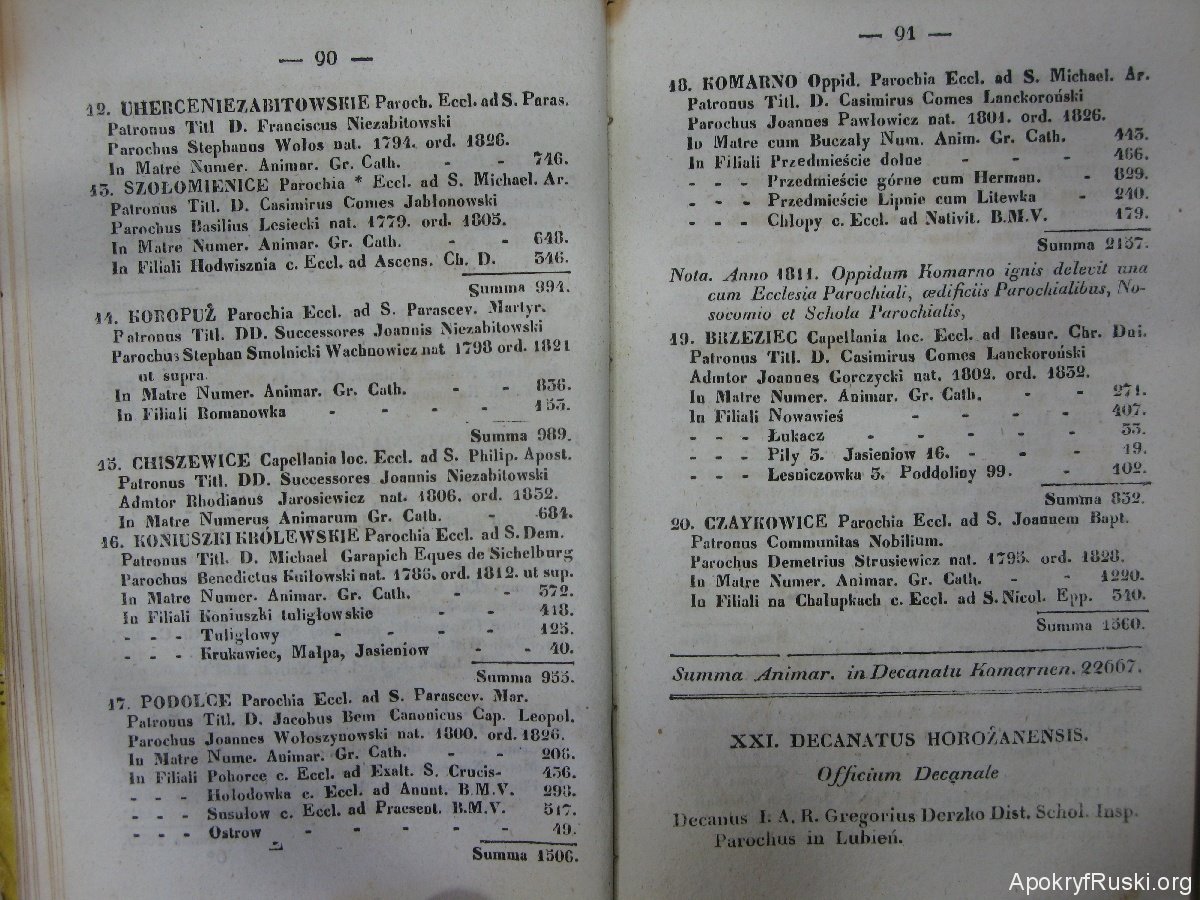 — 90 —
12. UHERCENIEZABITOWSKIE Paroch. Eccl. ad S. Paras.
Patronus Titl D. Franciscus Niezabitowski
Parochus Stephanus Wołos nat. 1794. ord. 1826.
In Matre Numer. Animar. Gr. Cath. - - 746.
13. SZOŁOMIENICE Parochia * Eccl. ad S. Michael. Ar.
Patronus Titl. D. Casimirus Comes Jabłonowski
Parochus Basilius Lesiecki nat. 1779. ord. 1805.
In Matre Numer. Animar. Gr. Cath. - - 648.
In Filiali Hodwisznia c. Eccl. ad Ascens. Ch. D. 346.
Summa 994.
14. KOROPUŻ Parochia Eccl. ad S. Parascev. Martyr.
Patronus Titl. DD. Successores Joannis Niezabitowski
Parochus Stephan Smolnicki Wachnowicz nat 1798 ord. 1821
ut supra.
In Matre Numer. Animar. Gr. Cath. - - 836.
In Filiali Romanowka - - - - 153.
Summa 989.
15. CHISZEWICE Capellania loc. Eccl. ad S. Philip. Apost.
Patronus Titl. DD. Successores Joannis Niezabitowski
Admtor Rhodianus Jarosiewicz nat. 1806. ord. 1832.
In Matre Numerus Animarum Gr. Cath. - 684.
16. KONIUSZKI KRÓLEWSKIE Parochia Eccl. ad S. Dem.
Patronus Titl. D. Michael Garapich Eques de Sichelburg
Parochus Benedictus Kuiłowski nat. 1786. ord. 1812. ut sup.
In Matre Numer. Animar. Gr. Cath. - - 372.
In Filiali Koniuszki tuligłowskie - - 418.
- - - Tuligłowy - - - - 125.
- - - Krukawiec, Małpa, Jasieniow - - 40.
Summa 955.
17. PODOLCE Parochia Eccl. ad S. Parascev. Mar.
Patronus Titl. D. Jacobus Bem Canonicus Cap. Leopol.
Parochus Joannes Wołoszynowski nat. 1800. ord. 1826.
In Matre Nume. Animar. Gr. Cath. - - 206.
In Filiali Pohorce c. Eccl. ad Exalt. S. Crucis- 436.
- - - Hołodowka c. Eccl. ad Anunt. B.M.V. 298.
- - - Susułow c. Eccl. ad Praesent. B.M.V. 517.
- - - Ostrow - - - - - 49.
Summa 1506.
— 91 —
18. KOMARNO Oppid. Parochia Eccl. ad S. Michael. Ar.
Patronus Titl. D. Casimirus Comes Lanckoroński
Parochus Joannes Pawłowicz nat. 1801. ord. 1826.
In Matre cum Buczały Num. Anim. Gr. Cath. 443.
In Filiali Przedmieście dolne - - - 466.
- - - Przedmieście górne cum Herman. - 829.
- - - Przedmieście Lipnie cum Litewka - 240.
- - - Chłopy c. Eccl. ad Nativit. B.M.V. 179.
Summa 2157.
Nota. Anno 1811. Oppidum Komarno ignis delevit una
cum Ecclesia Parochiali, ædificiis Parochialibus, No-
socomio et Schola Parochialis,
19. BRZEZIEC Capellania loc. Eccl. ad Resur. Chr. Dni.
Patronus Titl. D. Casimirus Comes Lanckoroński
Admtor Joannes Gorczycki nat. 1802. ord. 1832.
In Matre Numer. Animar. Gr. Cath. - - 271.
In Filiali Nowawieś - - - - 407.
- - - Łukacz - - - - - 33.
- - - Piły 3. Jasieniow 16. - - - 19.
- - - Lesniczowka 3. Poddoliny 99. - 102.
Summa 832.
20. CZAYKOWICE Parochia Eccl. ad S. Joannem Bapt.
Patronus Communitas Nobilium.
Parochus Demetrius Strusiewicz nat. 1795. ord. 1828.
In Matre Numer. Animar. Gr. Cath. - - 1220.
In Filiali na Chałupkach c. Eccl. ad S. Nicol. Epp. 340.
Summa 1560.
Summa Animar. in Decanatu Komarnen. 22667.
XXI. DECANATUS HOROŻANENSIS.
Officium Decanale
Decanus I. A. R. Gregorius Derzko Dist. Schol. Insp.
Parochus in Lubień.
ApokryfRuski.org